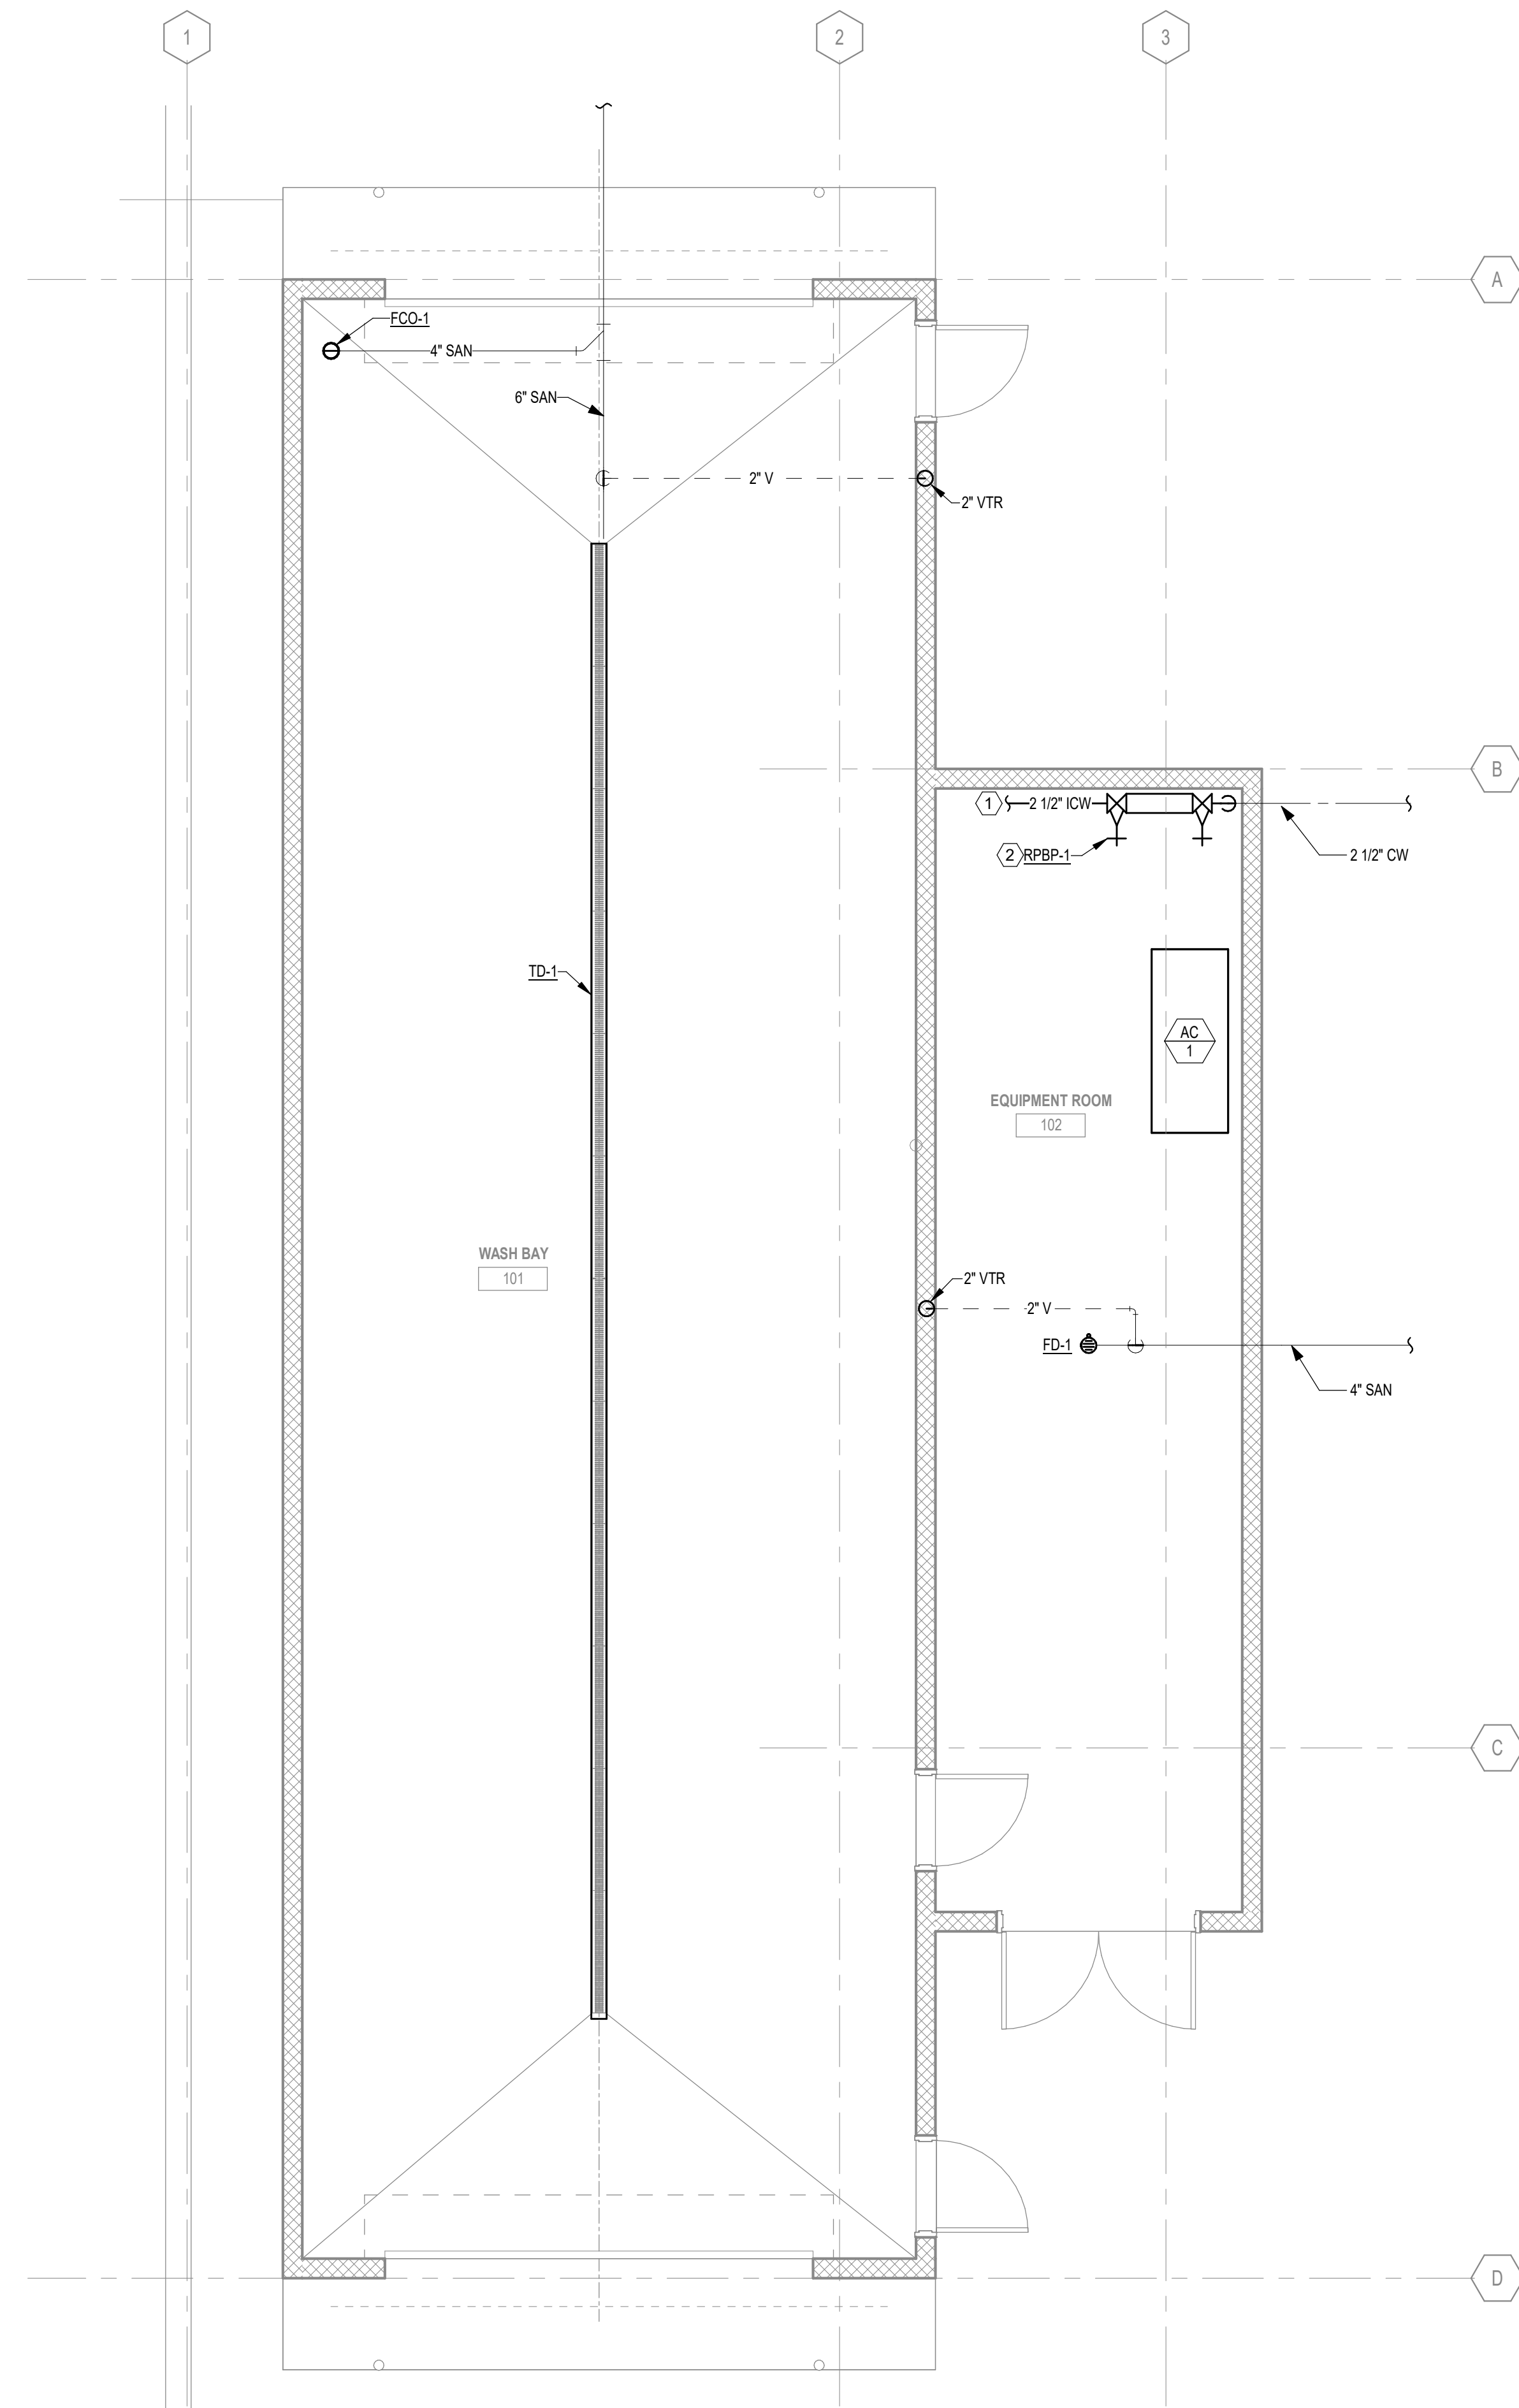 1
2
3
A
FCO-1
4" SAN
6" SAN
2" V
2" VTR
B
1
2 1/2" ICW
2
RPBP-1
2 1/2" CW
TD-1
AC
1
EQUIPMENT ROOM
102
WASH BAY
101
2" VTR
2" V
FD-1
4" SAN
C
D